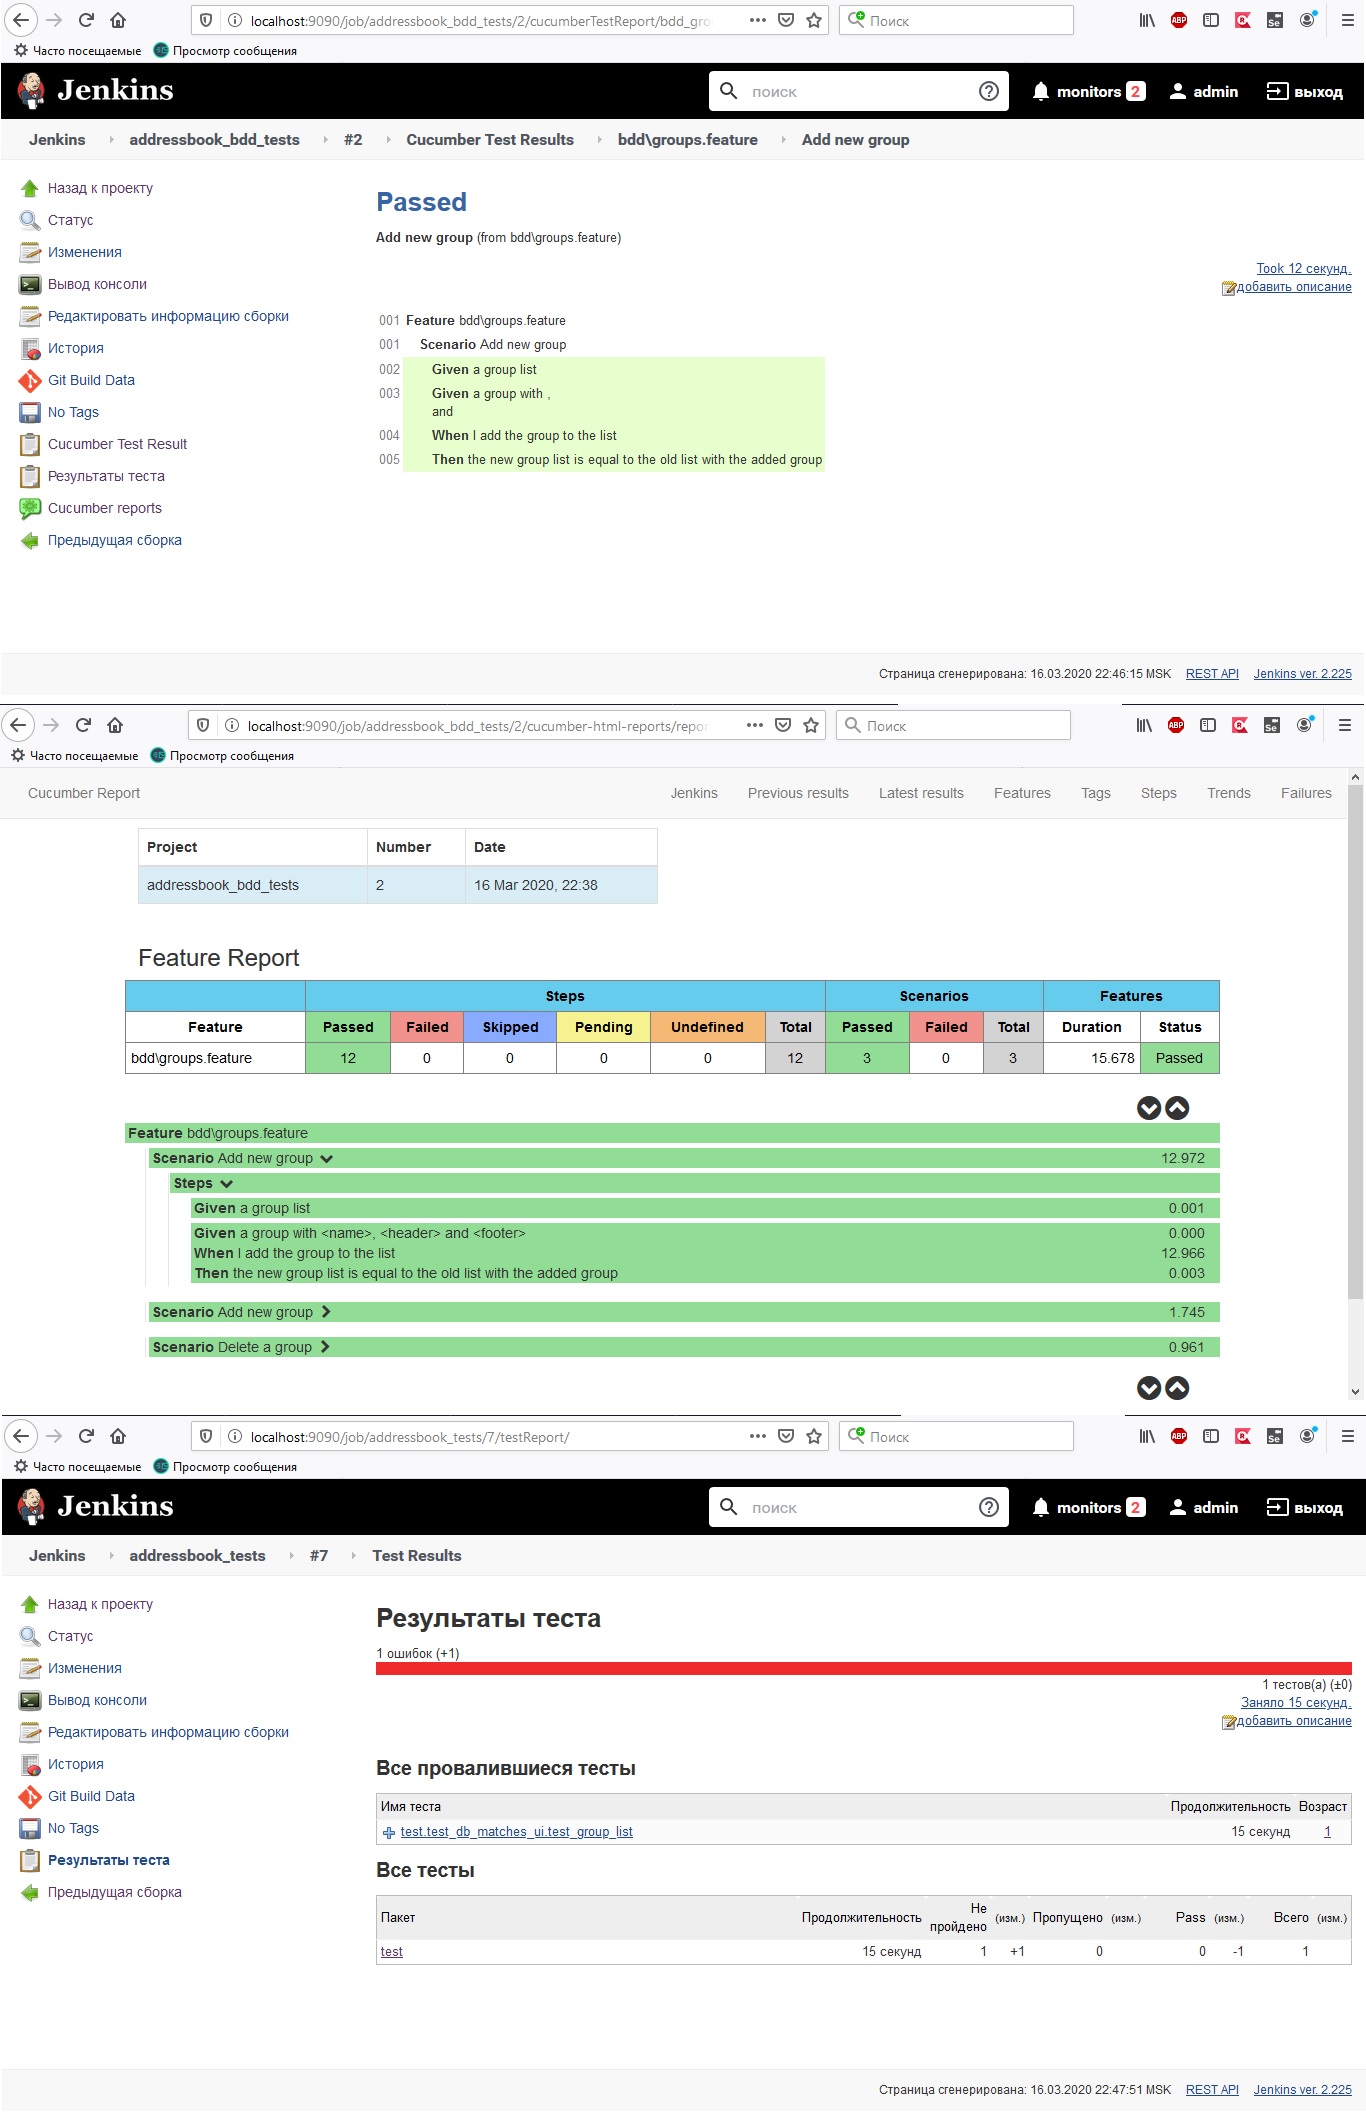 localhost:9090/job/addressbook_bdd_tests/2/cucumberTestReport/bdd_gro
Поиск
Часто посещаемые Просмотр сообщения
Jenkins поиск monitors 2 admin выход
Jenkins addressbook_bdd_tests #2 Cucumber Test Results bdd\groups.feature Add new group
Назад к проекту
Статус
Изменения
Вывод консоли
Редактировать информацию сборки
История
Git Build Data
No Tags
Cucumber Test Result
Результаты теста
Cucumber reports
Предыдущая сборка
Passed
Add new group (from bdd\groups.feature)
Took 12 секунд.
добавить описание
001 Feature bdd\groups.feature
001 Scenario Add new group
002 Given a group list
003 Given a group with ,
and
004 When I add the group to the list
005 Then the new group list is equal to the old list with the added group
Страница сгенерирована: 16.03.2020 22:46:15 MSK REST API Jenkins ver. 2.225
localhost:9090/job/addressbook_bdd_tests/2/cucumber-html-reports/repor
Поиск
Часто посещаемые Просмотр сообщения
Cucumber Report Jenkins Previous results Latest results Features Tags Steps Trends Failures
Project Number Date
addressbook_bdd_tests 2 16 Mar 2020, 22:38
Feature Report
Steps Scenarios Features
Feature Passed Failed Skipped Pending Undefined Total Passed Failed Total Duration Status
bdd\groups.feature 12 0 0 0 0 12 3 0 3 15.678 Passed
Feature bdd\groups.feature
Scenario Add new group 12.972
Steps
Given a group list 0.001
Given a group with <name>, <header> and <footer> 0.000
When I add the group to the list 12.966
Then the new group list is equal to the old list with the added group 0.003
Scenario Add new group 1.745
Scenario Delete a group 0.961
localhost:9090/job/addressbook_tests/7/testReport/
Поиск
Часто посещаемые Просмотр сообщения
Jenkins поиск monitors 2 admin выход
Jenkins addressbook_tests #7 Test Results
Назад к проекту
Статус
Изменения
Вывод консоли
Редактировать информацию сборки
История
Git Build Data
No Tags
Результаты теста
Предыдущая сборка
Результаты теста
1 ошибок (+1)
1 тестов(а) (±0)
Заняло 15 секунд.
добавить описание
Все провалившиеся тесты
Имя теста Продолжительность Возраст
test.test_db_matches_ui.test_group_list 15 секунд 1
Все тесты
Пакет Продолжительность Не пройдено (изм.) Пропущено (изм.) Pass (изм.) Всего (изм.)
test 15 секунд 1 +1 0 0 -1 1
Страница сгенерирована: 16.03.2020 22:47:51 MSK REST API Jenkins ver. 2.225